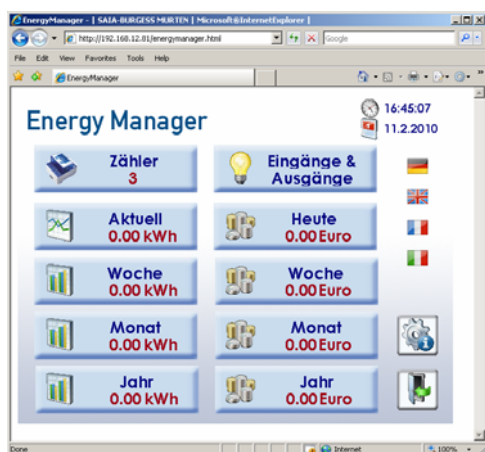 EnergyManager - | SAIA-BURGESS MURTEN | Microsoft® Internet Explorer |
http://192.168.12.81/energymanager.html
Google
File Edit View Favorites Tools Help
EnergyManager
Energy Manager
16:45:07
11.2.2010
Zähler
3
Eingänge &
Ausgänge
Aktuell
0.00 kWh
Heute
0.00 Euro
Woche
0.00 kWh
Woche
0.00 Euro
Monat
0.00 kWh
Monat
0.00 Euro
Jahr
0.00 kWh
Jahr
0.00 Euro
Done
Internet
100%